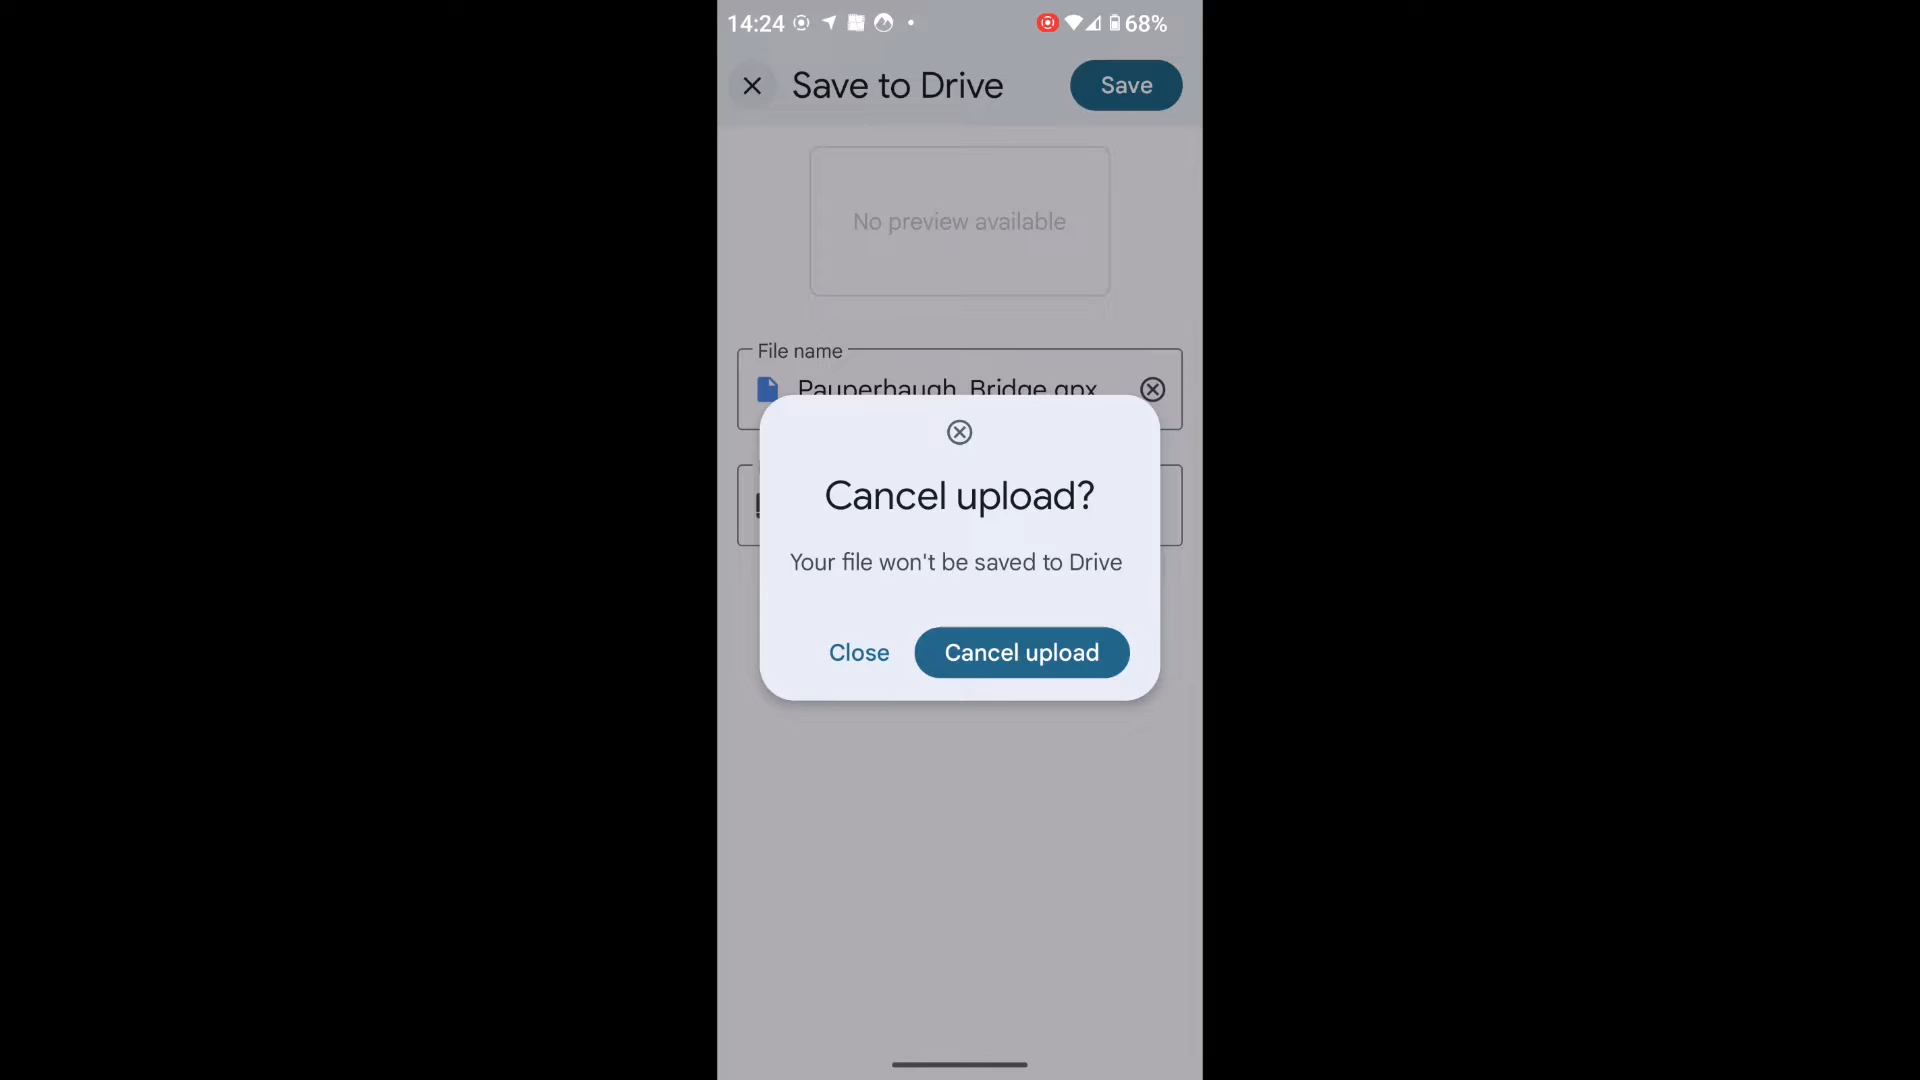 14:24
68%
Save to Drive
Save
No preview available
File name
Pauperhaugh_Bridge.gpx
Cancel upload?
Your file won't be saved to Drive
Close
Cancel upload